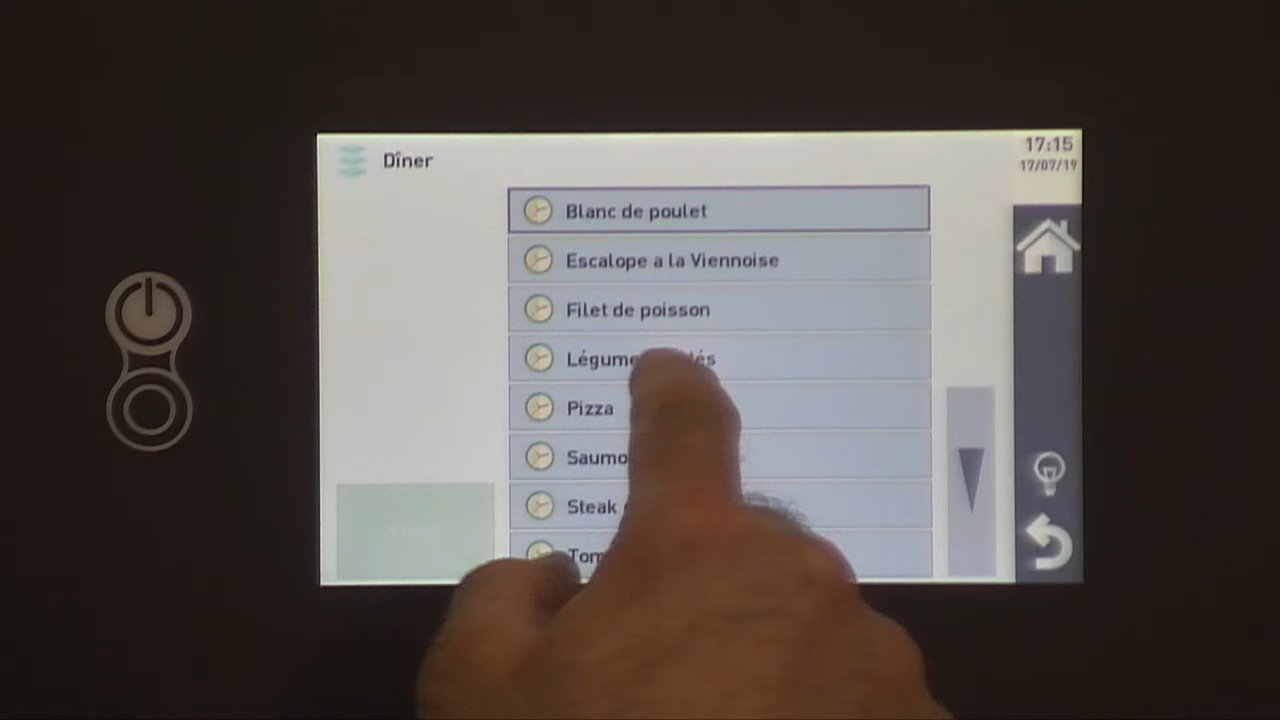 Dîner
17:15
17/07/19
Blanc de poulet
Escalope a la Viennoise
Filet de poisson
Pizza
Steak